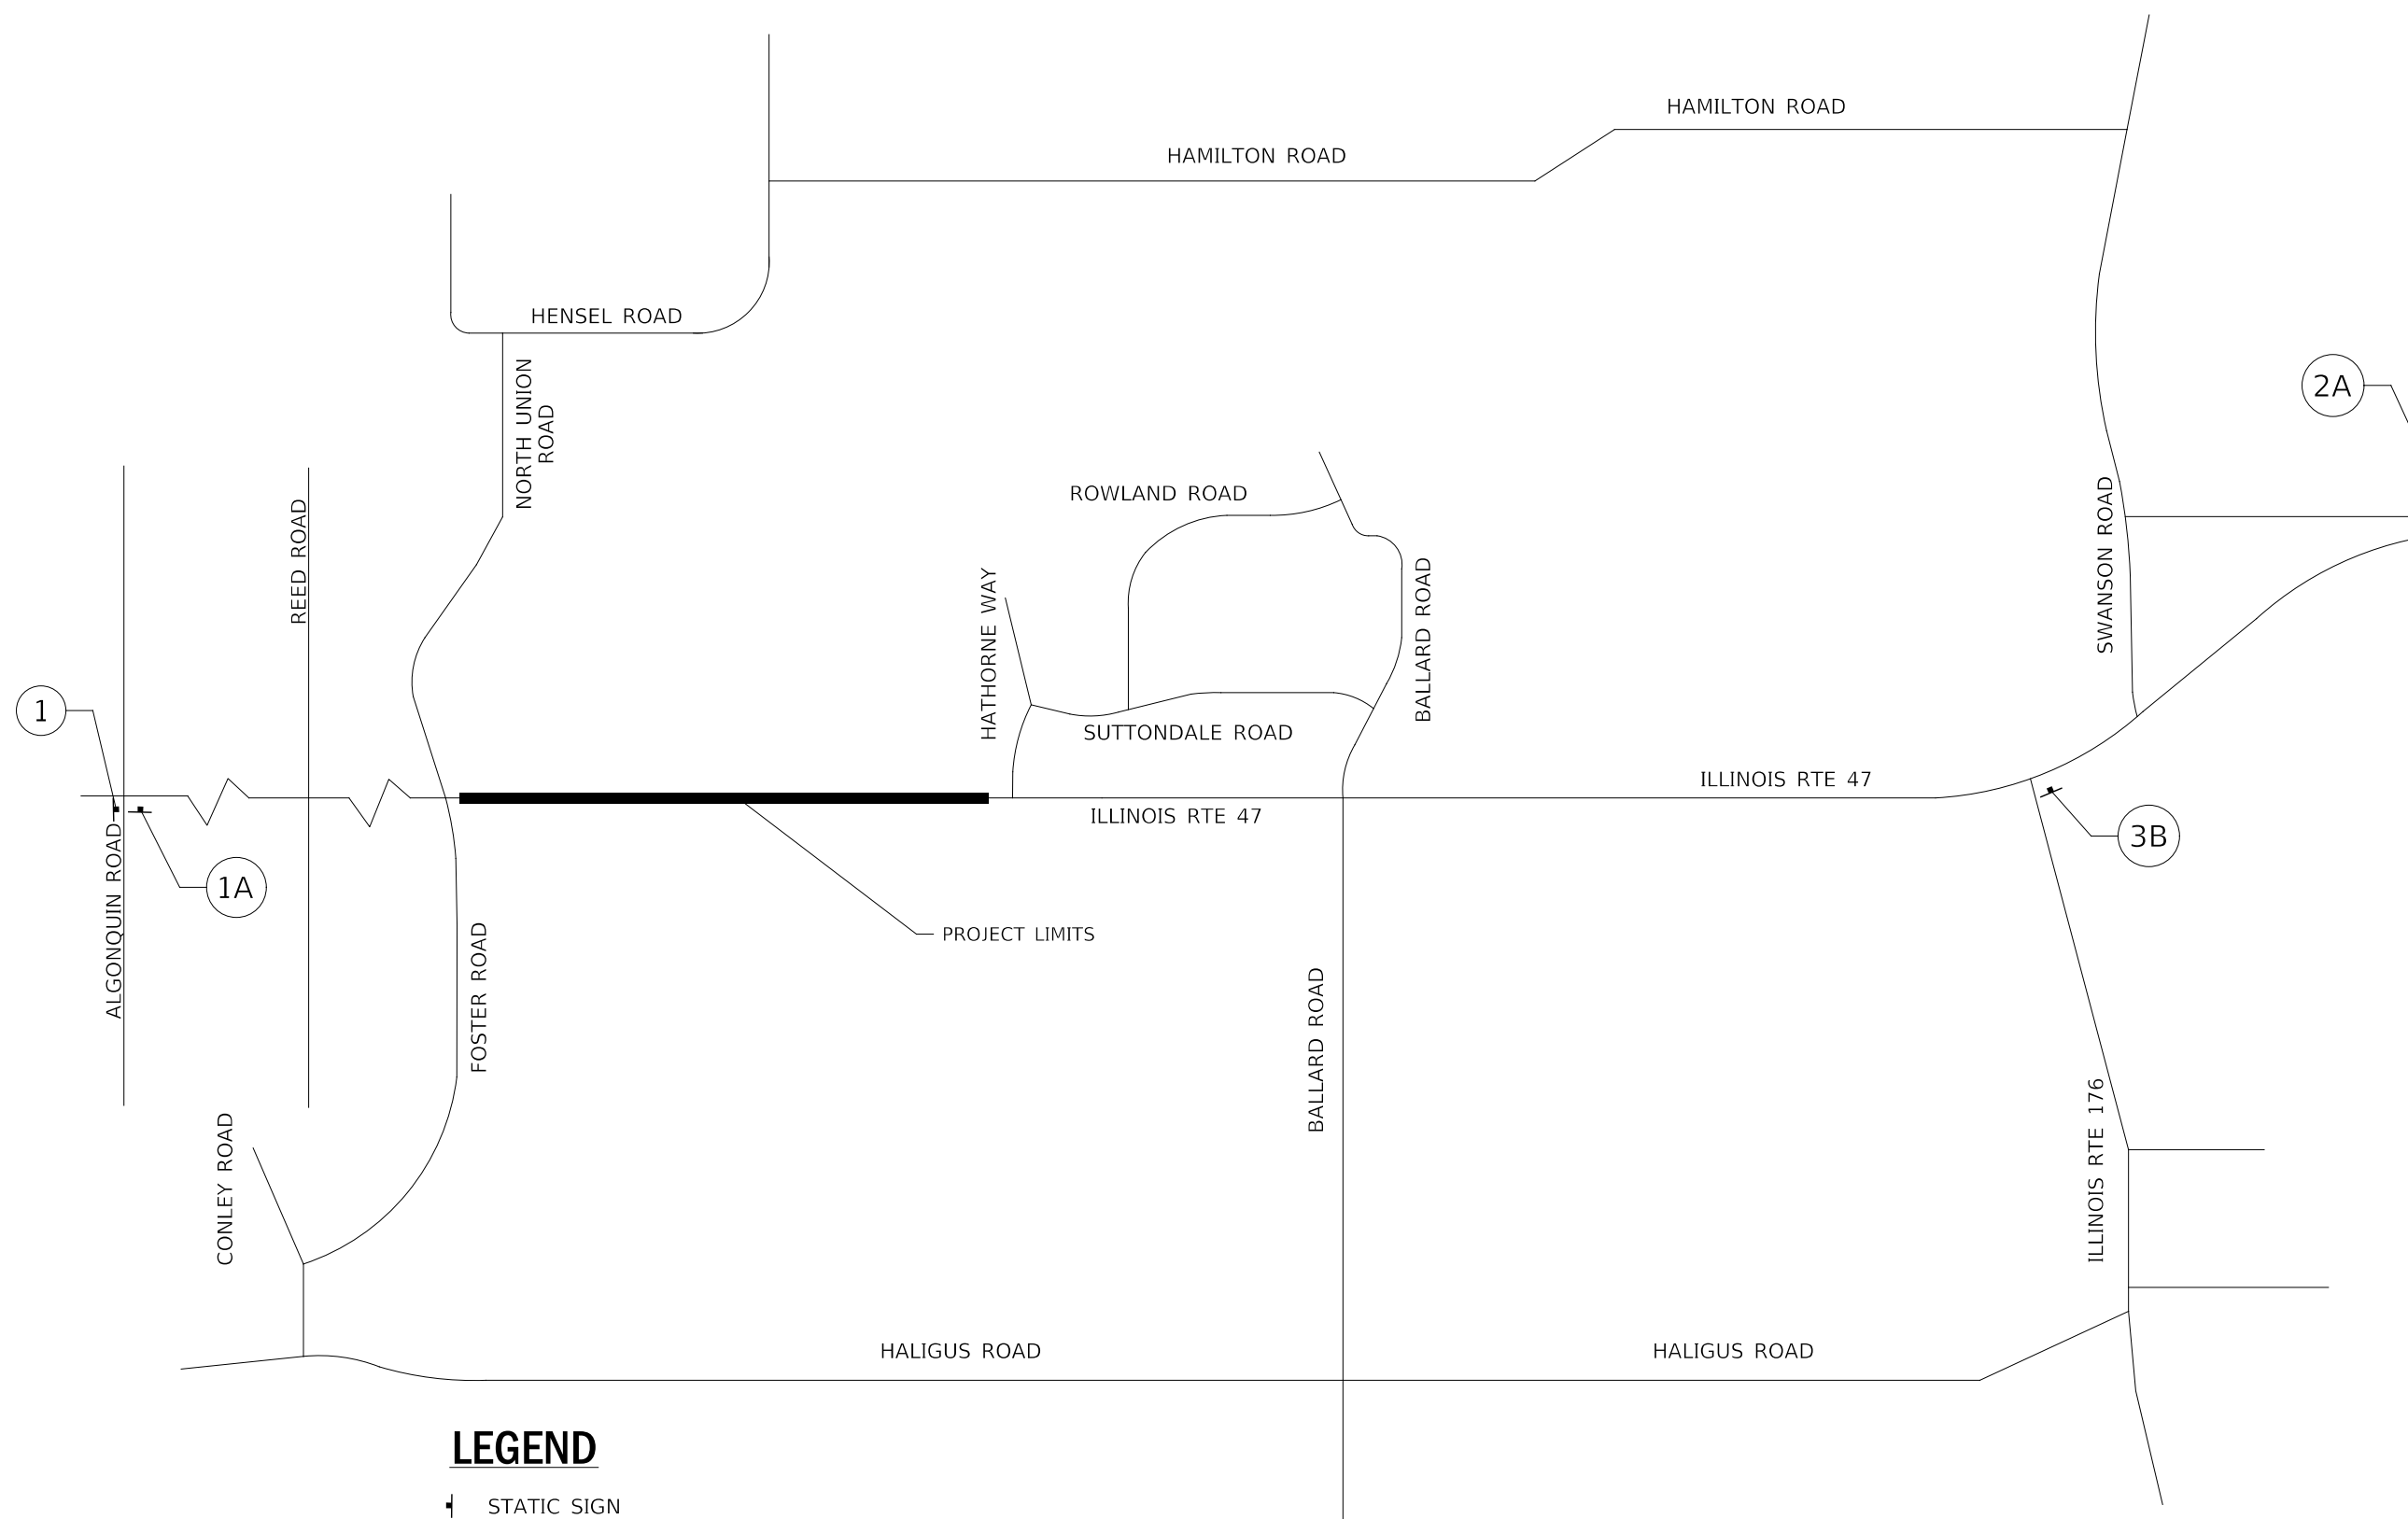 HAMILTON ROAD
HAMILTON ROAD
HENSEL ROAD
NORTH UNION
ROAD
2A
REED ROAD
ROWLAND ROAD
SWANSON ROAD
HATHORNE WAY
BALLARD ROAD
1
SUTTONDALE ROAD
ILLINOIS RTE 47
ILLINOIS RTE 47
3B
1A
ALGONQUIN ROAD
FOSTER ROAD
PROJECT LIMITS
BALLARD ROAD
CONLEY ROAD
ILLINOIS RTE 176
HALIGUS ROAD
HALIGUS ROAD
LEGEND
STATIC SIGN